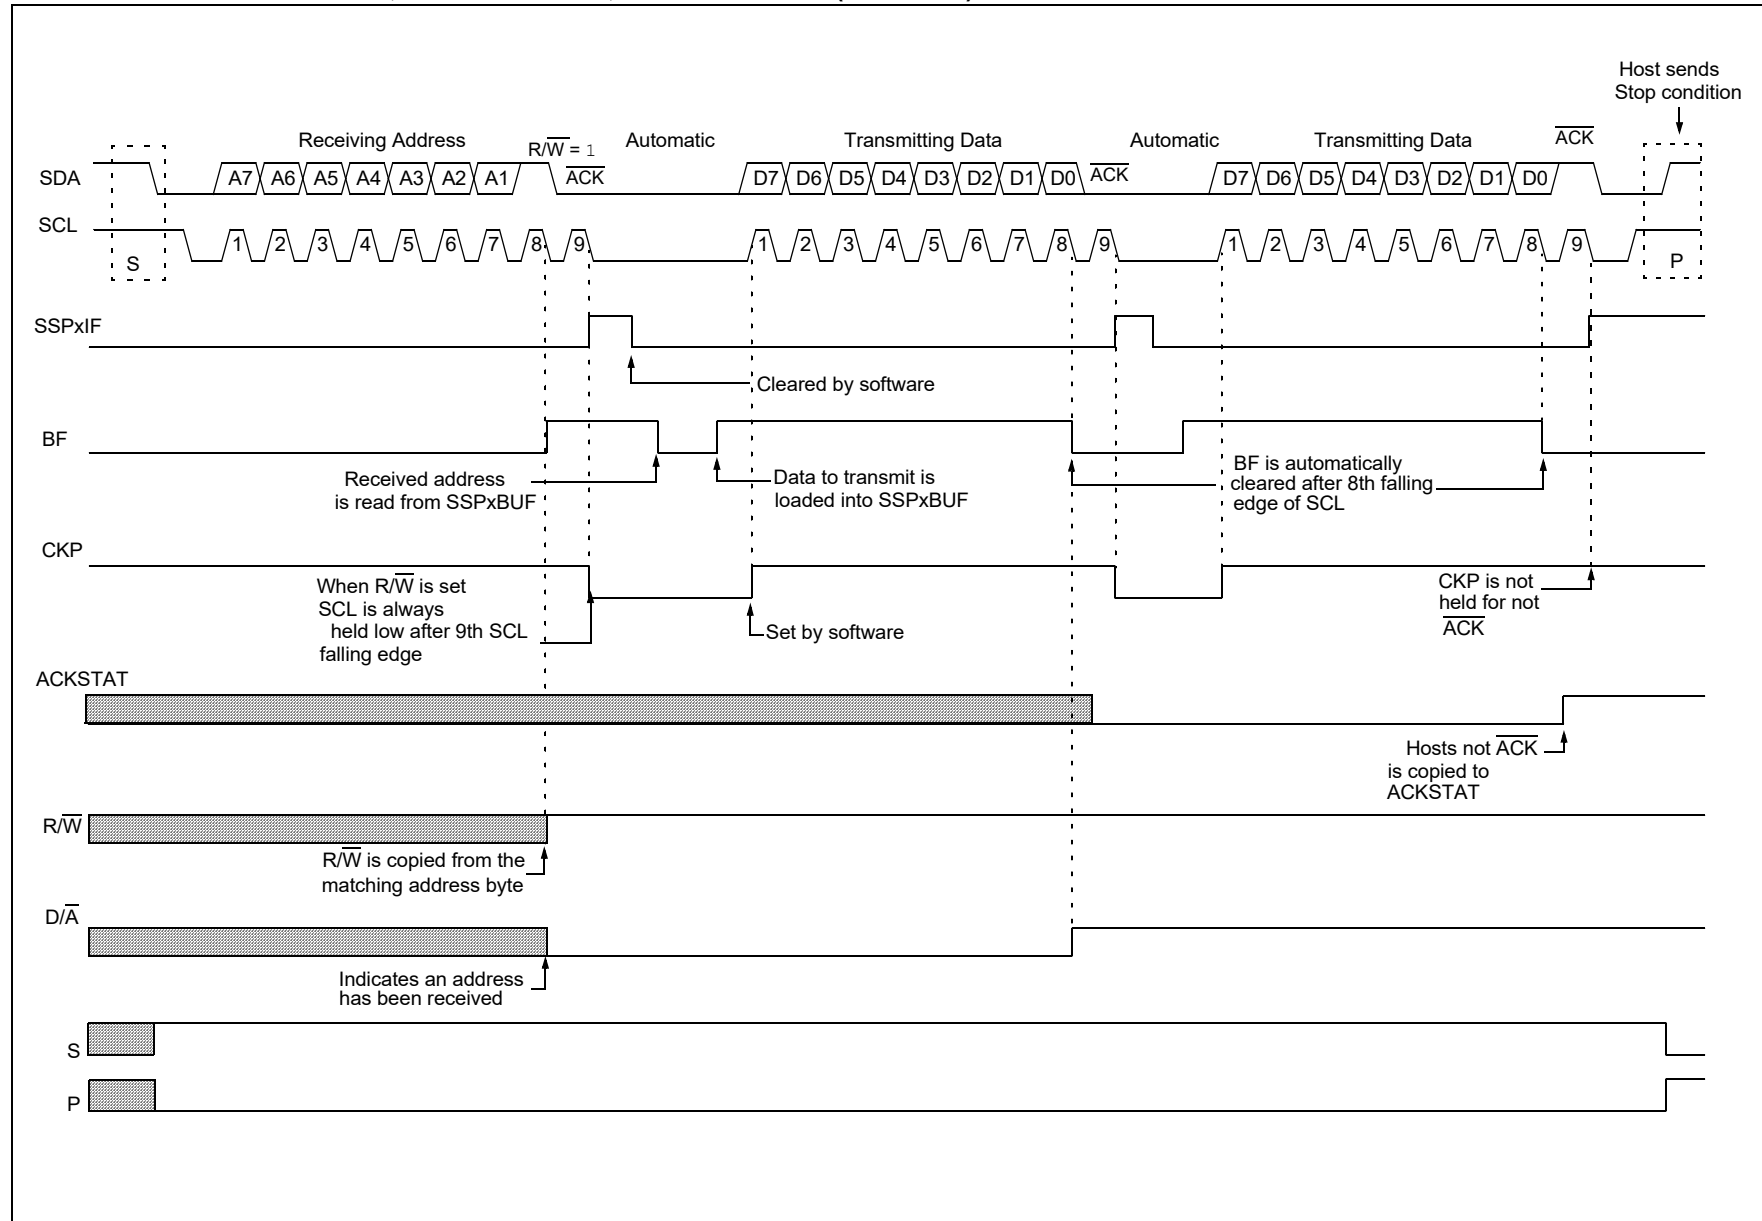 Host sends
Stop condition
Receiving Address
R/W̅ = 1
Automatic
Transmitting Data
Automatic
Transmitting Data
A̅C̅K̅
SDA
A7 A6 A5 A4 A3 A2 A1
A̅C̅K̅
D7 D6 D5 D4 D3 D2 D1 D0
A̅C̅K̅
D7 D6 D5 D4 D3 D2 D1 D0
SCL
1 2 3 4 5 6 7 8 9
1 2 3 4 5 6 7 8 9
1 2 3 4 5 6 7 8 9
S
P
SSPxIF
Cleared by software
BF
Received address
is read from SSPxBUF
Data to transmit is
loaded into SSPxBUF
BF is automatically
cleared after 8th falling
edge of SCL
CKP
When R/W̅ is set
SCL is always
held low after 9th SCL
falling edge
Set by software
CKP is not
held for not
A̅C̅K̅
ACKSTAT
Hosts not A̅C̅K̅
is copied to
ACKSTAT
R/W̅
R/W̅ is copied from the
matching address byte
D/A̅
Indicates an address
has been received
S
P